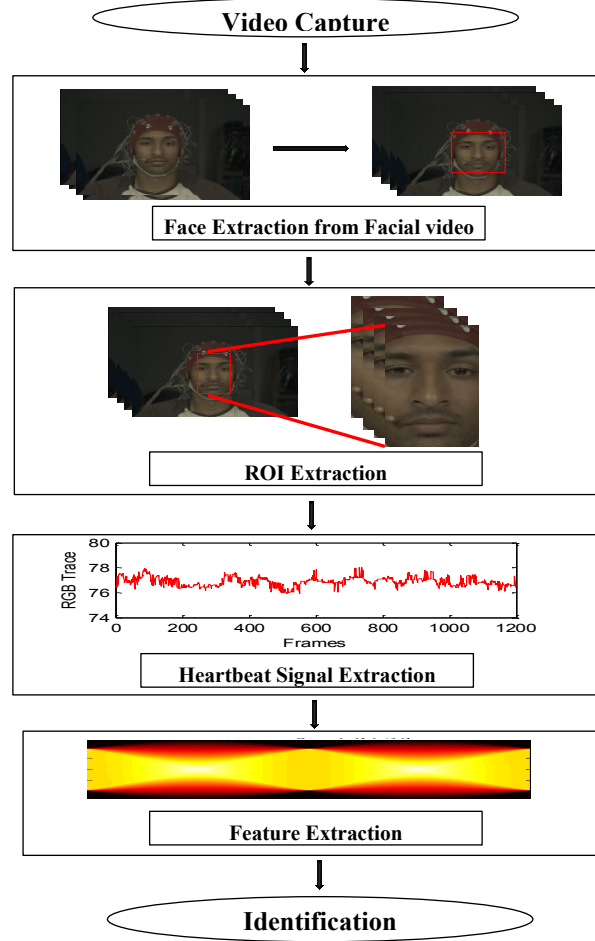 Video Capture
Face Extraction from Facial video
ROI Extraction
80
78
76
74
RGB Trace
0 200 400 600 800 1000 1200
Frames
Heartbeat Signal Extraction
Feature Extraction
Identification